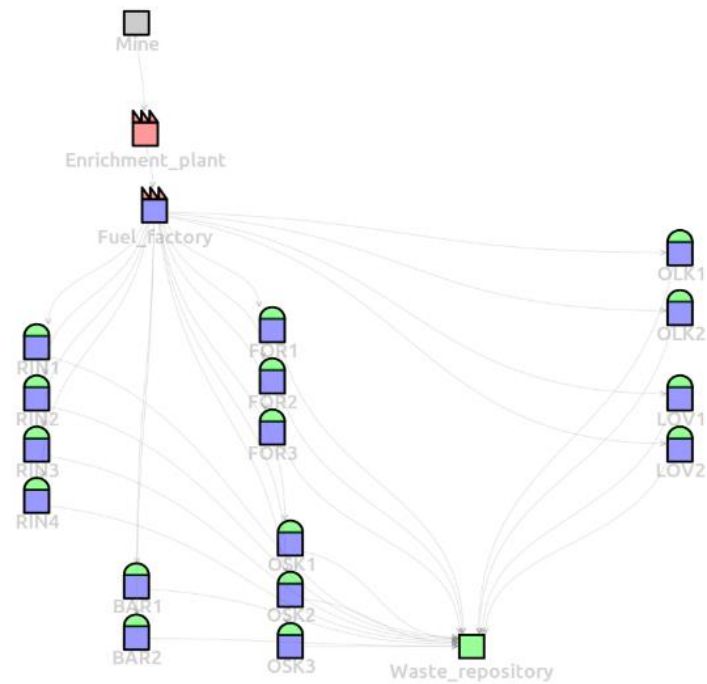 Mine
Enrichment_plant
Fuel_factory
OLK1
OLK2
FOR1
RIN1
FOR2
RIN2
LOV1
FOR3
RIN3
LOV2
RIN4
OSK1
BAR1
OSK2
BAR2
OSK3
Waste_repository